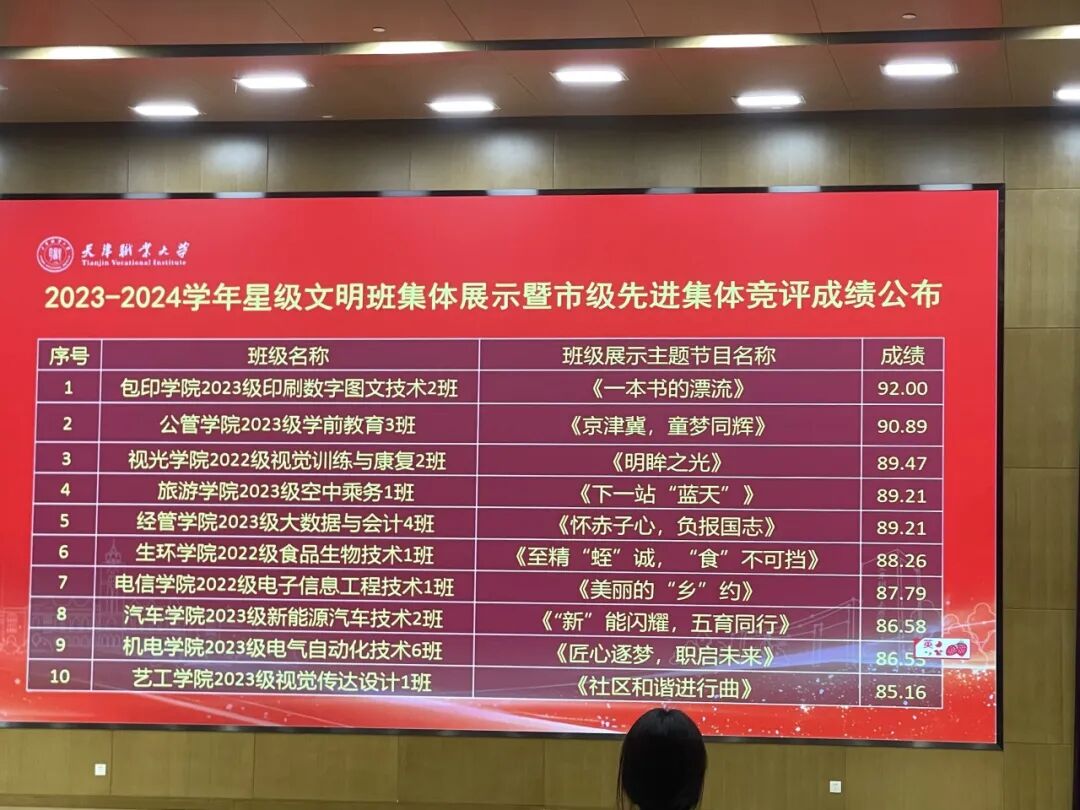 天津职业大学
Tianjin Vocational Institute
2023-2024学年星级文明班集体展示暨市级先进集体竞评成绩公布
序号 班级名称 班级展示主题节目名称 成绩
1 包印学院2023级印刷数字图文技术2班 《一本书的漂流》 92.00
2 公管学院2023级学前教育3班 《京津冀，童梦同辉》 90.89
3 视光学院2022级视觉训练与康复2班 《明眸之光》 89.47
4 旅游学院2023级空中乘务1班 《下一站“蓝天”》 89.21
5 经管学院2023级大数据与会计4班 《怀赤子心，负报国志》 89.21
6 生环学院2022级食品生物技术1班 《至精“蛭”诚，“食”不可挡》 88.26
7 电信学院2022级电子信息工程技术1班 《美丽的“乡”约》 87.79
8 汽车学院2023级新能源汽车技术2班 《“新”能闪耀，五育同行》 86.58
9 机电学院2023级电气自动化技术6班 《匠心逐梦，职启未来》 86.53
10 艺工学院2023级视觉传达设计1班 《社区和谐进行曲》 85.16
英